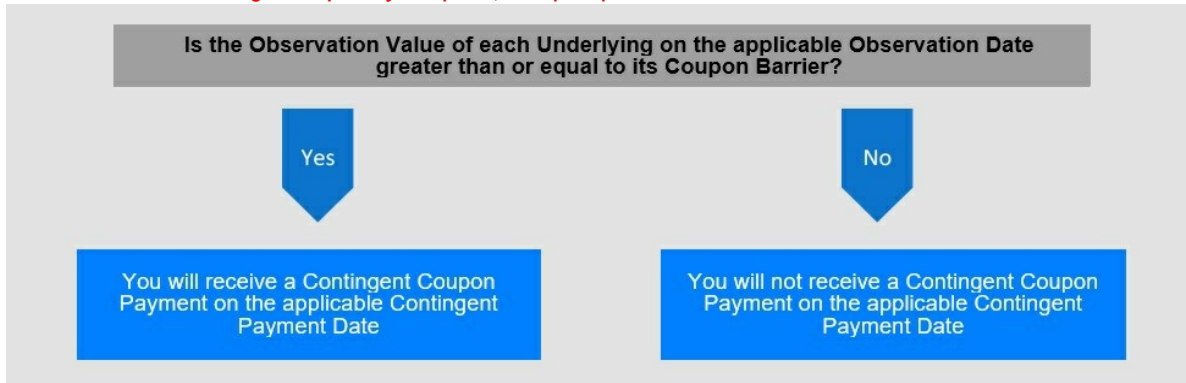 Is the Observation Value of each Underlying on the applicable Observation Date
greater than or equal to its Coupon Barrier?
Yes
No
You will receive a Contingent Coupon
Payment on the applicable Contingent
Payment Date
You will not receive a Contingent Coupon
Payment on the applicable Contingent
Payment Date